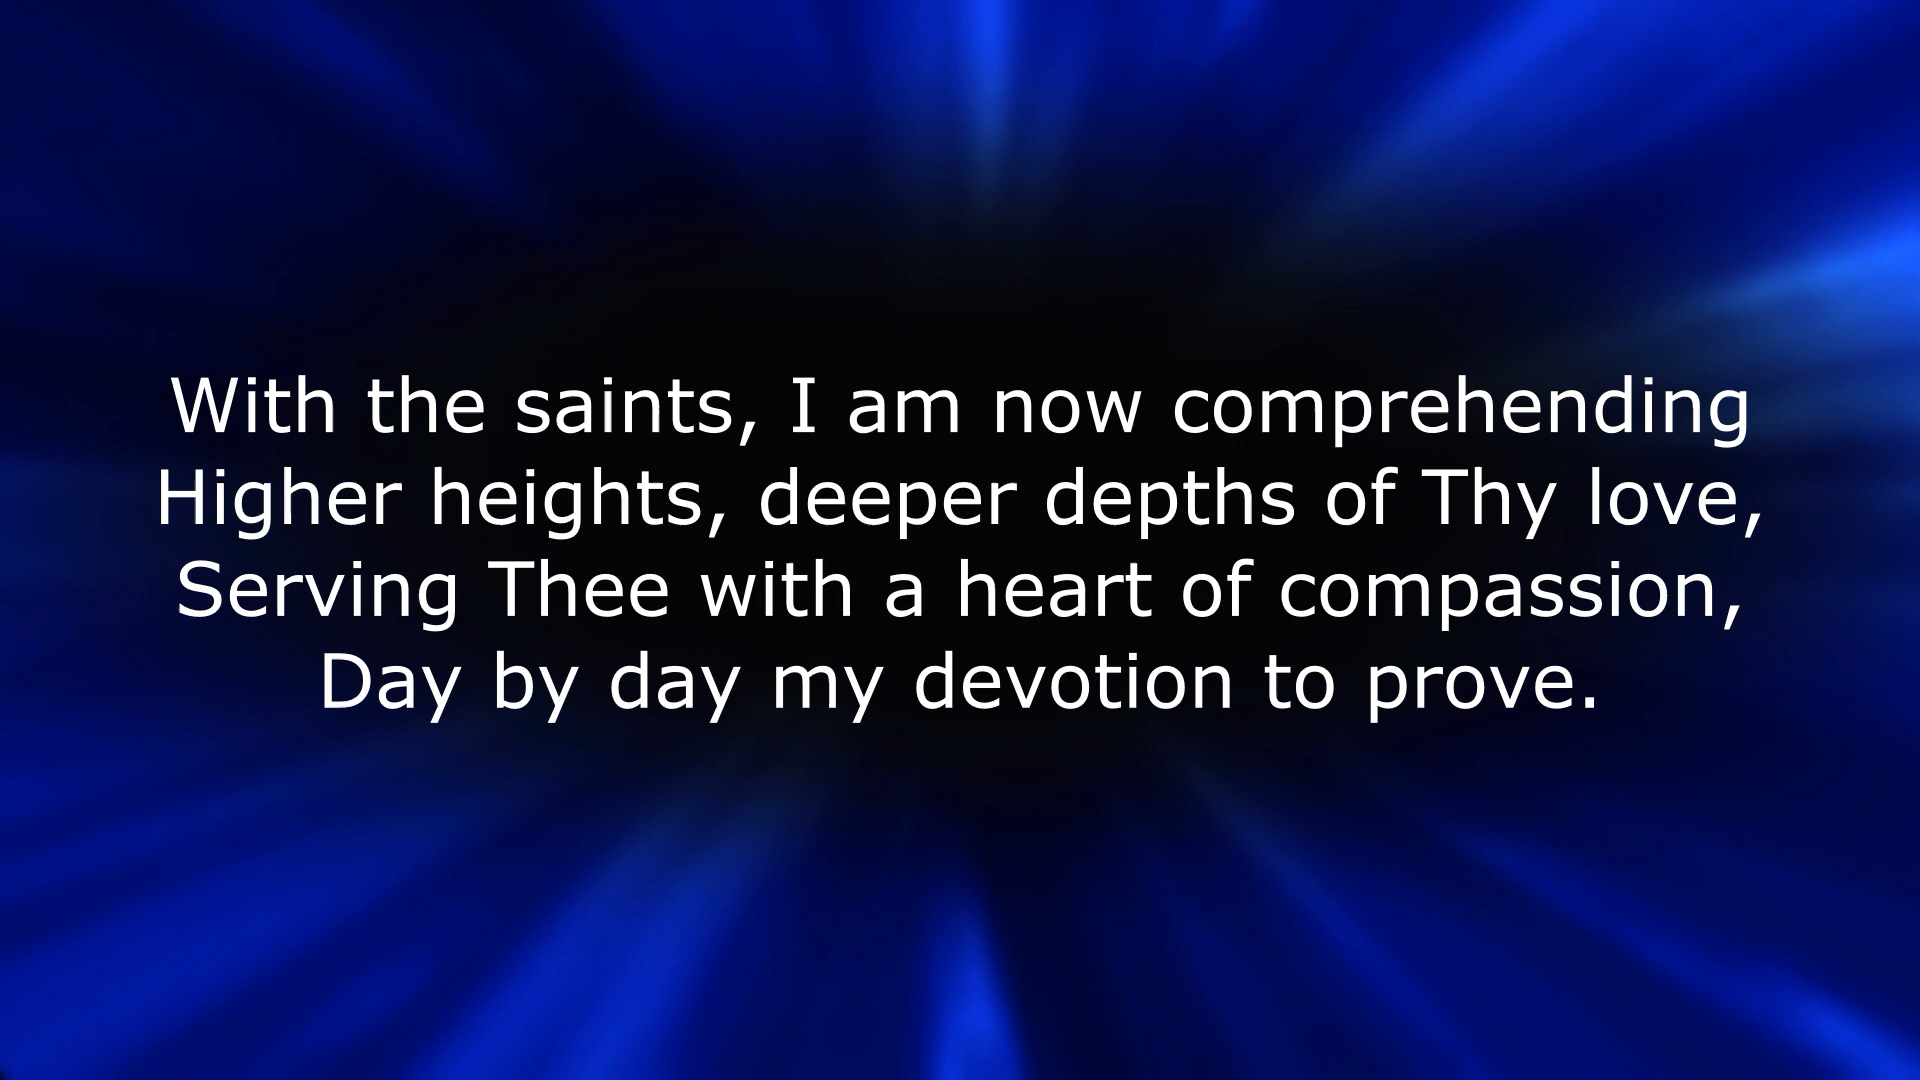 With the saints, I am now comprehending
Higher heights, deeper depths of Thy love,
Serving Thee with a heart of compassion,
Day by day my devotion to prove.